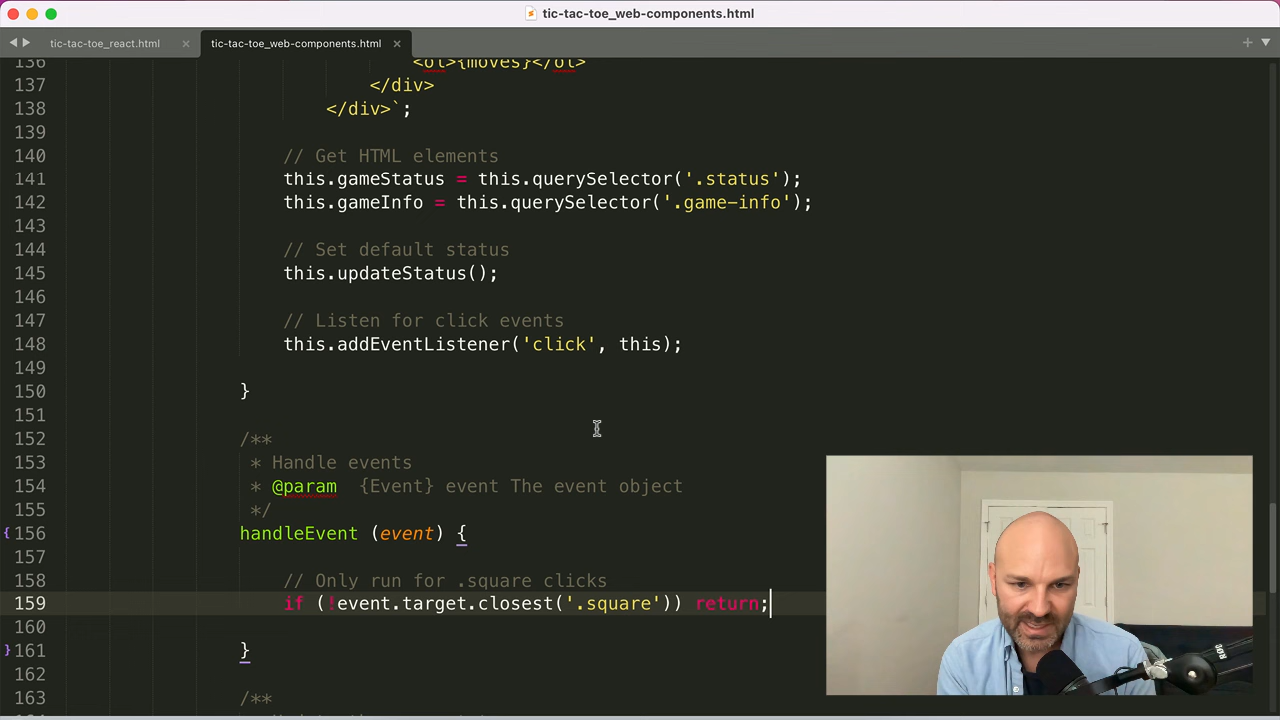 tic-tac-toe_web-components.html
tic-tac-toe_react.html
tic-tac-toe_web-components.html
136 <ol>{moves}</ol>
137 </div>
138 </div>`;
139
140 // Get HTML elements
141 this.gameStatus = this.querySelector('.status');
142 this.gameInfo = this.querySelector('.game-info');
143
144 // Set default status
145 this.updateStatus();
146
147 // Listen for click events
148 this.addEventListener('click', this);
149
150 }
151
152 /**
153 * Handle events
154 * @param {Event} event The event object
155 */
156 handleEvent (event) {
157
158 // Only run for .square clicks
159 if (!event.target.closest('.square')) return;
160
161 }
162
163 /**